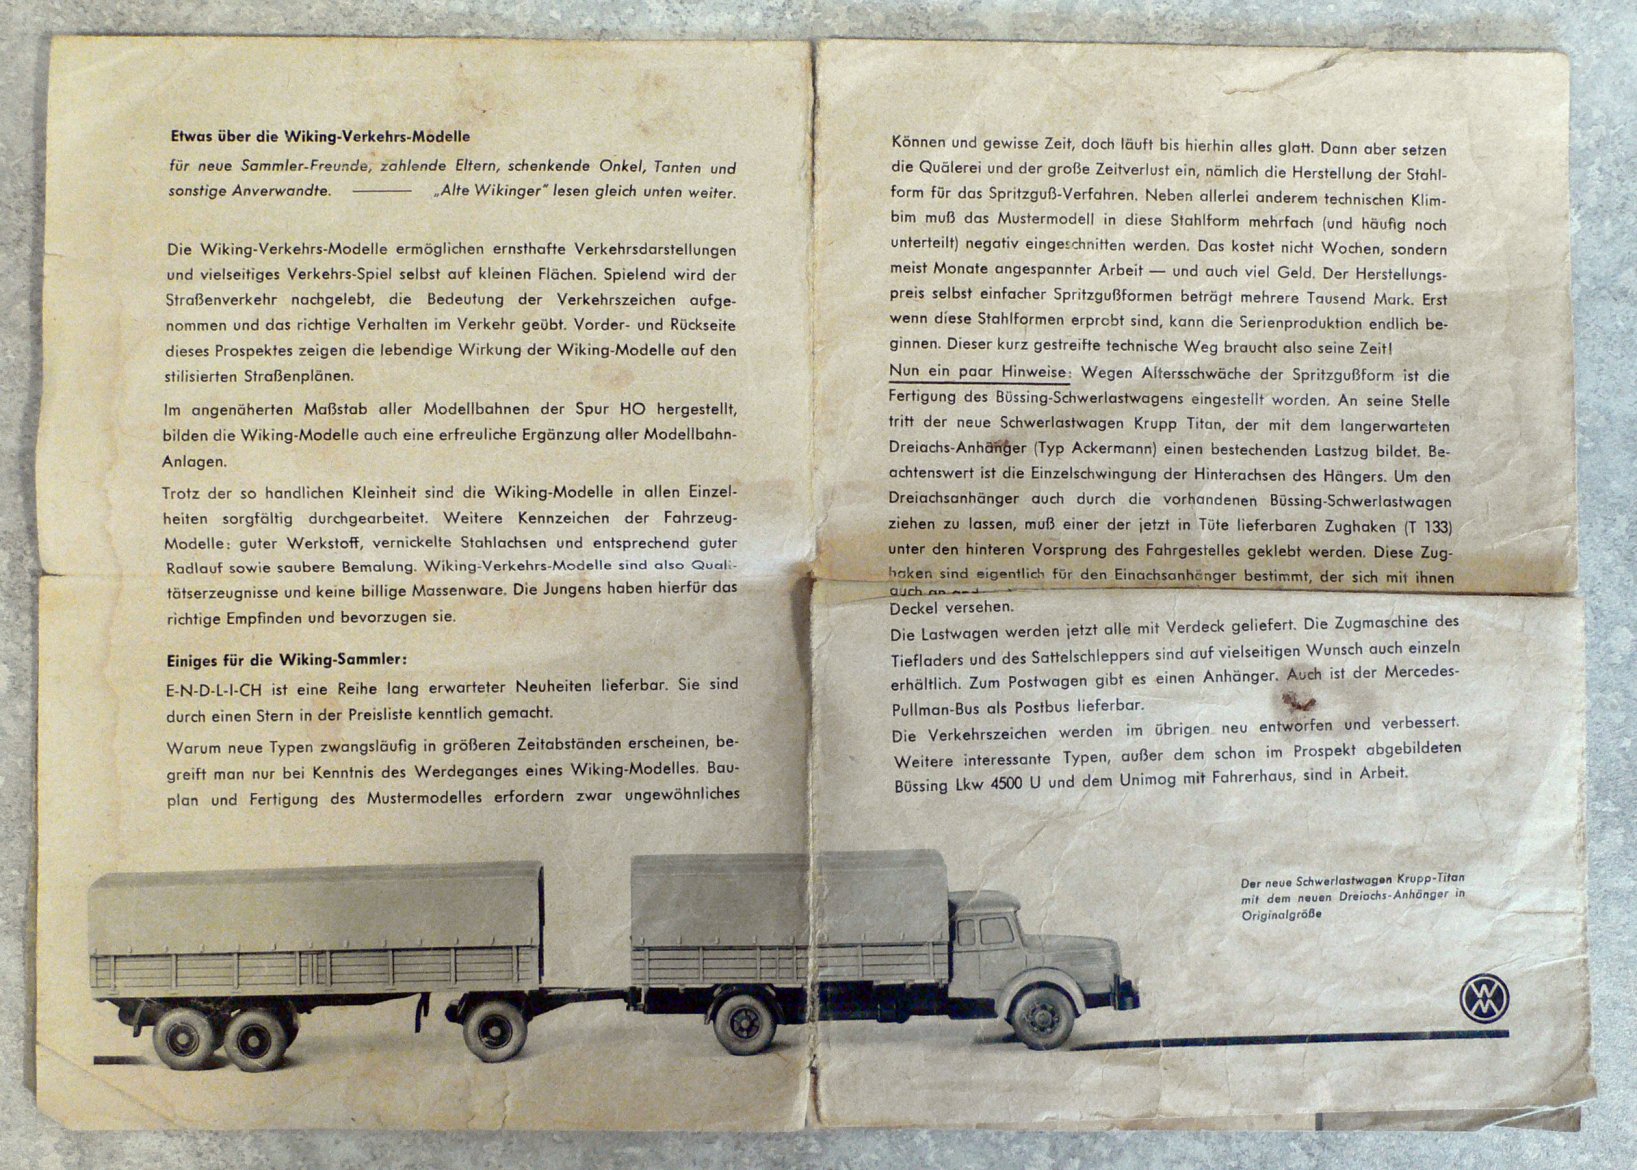 Etwas über die Wiking-Verkehrs-Modelle
für neue Sammler-Freunde, zahlende Eltern, schenkende Onkel, Tanten und
sonstige Anverwandte. ——— „Alte Wikinger“ lesen gleich unten weiter.
Die Wiking-Verkehrs-Modelle ermöglichen ernsthafte Verkehrsdarstellungen
und vielseitiges Verkehrs-Spiel selbst auf kleinen Flächen. Spielend wird der
Straßenverkehr nachgelebt, die Bedeutung der Verkehrszeichen aufge-
nommen und das richtige Verhalten im Verkehr geübt. Vorder- und Rückseite
dieses Prospektes zeigen die lebendige Wirkung der Wiking-Modelle auf den
stilisierten Straßenplänen.
Im angenäherten Maßstab aller Modellbahnen der Spur HO hergestellt,
bilden die Wiking-Modelle auch eine erfreuliche Ergänzung aller Modellbahn-
Anlagen.
Trotz der so handlichen Kleinheit sind die Wiking-Modelle in allen Einzel-
heiten sorgfältig durchgearbeitet. Weitere Kennzeichen der Fahrzeug-
Modelle: guter Werkstoff, vernickelte Stahlachsen und entsprechend guter
Radlauf sowie saubere Bemalung. Wiking-Verkehrs-Modelle sind also Quali-
tätserzeugnisse und keine billige Massenware. Die Jungens haben hierfür das
richtige Empfinden und bevorzugen sie.
Einiges für die Wiking-Sammler:
E-N-D-L-I-CH ist eine Reihe lang erwarteter Neuheiten lieferbar. Sie sind
durch einen Stern in der Preisliste kenntlich gemacht.
Warum neue Typen zwangsläufig in größeren Zeitabständen erscheinen, be-
greift man nur bei Kenntnis des Werdeganges eines Wiking-Modelles. Bau-
plan und Fertigung des Mustermodelles erfordern zwar ungewöhnliches
Können und gewisse Zeit, doch läuft bis hierhin alles glatt. Dann aber setzen
die Quälerei und der große Zeitverlust ein, nämlich die Herstellung der Stahl-
form für das Spritzguß-Verfahren. Neben allerlei anderem technischen Klim-
bim muß das Mustermodell in diese Stahlform mehrfach (und häufig noch
unterteilt) negativ eingeschnitten werden. Das kostet nicht Wochen, sondern
meist Monate angespannter Arbeit — und auch viel Geld. Der Herstellungs-
preis selbst einfacher Spritzgußformen beträgt mehrere Tausend Mark. Erst
wenn diese Stahlformen erprobt sind, kann die Serienproduktion endlich be-
ginnen. Dieser kurz gestreifte technische Weg braucht also seine Zeit!
Nun ein paar Hinweise: Wegen Altersschwäche der Spritzgußform ist die
Fertigung des Büssing-Schwerlastwagens eingestellt worden. An seine Stelle
tritt der neue Schwerlastwagen Krupp Titan, der mit dem langerwarteten
Dreiachs-Anhänger (Typ Ackermann) einen bestechenden Lastzug bildet. Be-
achtenswert ist die Einzelschwingung der Hinterachsen des Hängers. Um den
Dreiachsanhänger auch durch die vorhandenen Büssing-Schwerlastwagen
ziehen zu lassen, muß einer der jetzt in Tüte lieferbaren Zughaken (T 133)
unter den hinteren Vorsprung des Fahrgestelles geklebt werden. Diese Zug-
haken sind eigentlich für den Einachsanhänger bestimmt, der sich mit ihnen
auch an
Deckel versehen.
Die Lastwagen werden jetzt alle mit Verdeck geliefert. Die Zugmaschine des
Tiefladers und des Sattelschleppers sind auf vielseitigen Wunsch auch einzeln
erhältlich. Zum Postwagen gibt es einen Anhänger. Auch ist der Mercedes-
Pullman-Bus als Postbus lieferbar.
Die Verkehrszeichen werden im übrigen neu entworfen und verbessert.
Weitere interessante Typen, außer dem schon im Prospekt abgebildeten
Büssing Lkw 4500 U und dem Unimog mit Fahrerhaus, sind in Arbeit.
Der neue Schwerlastwagen Krupp-Titan
mit dem neuen Dreiachs-Anhänger in
Originalgröße
WM